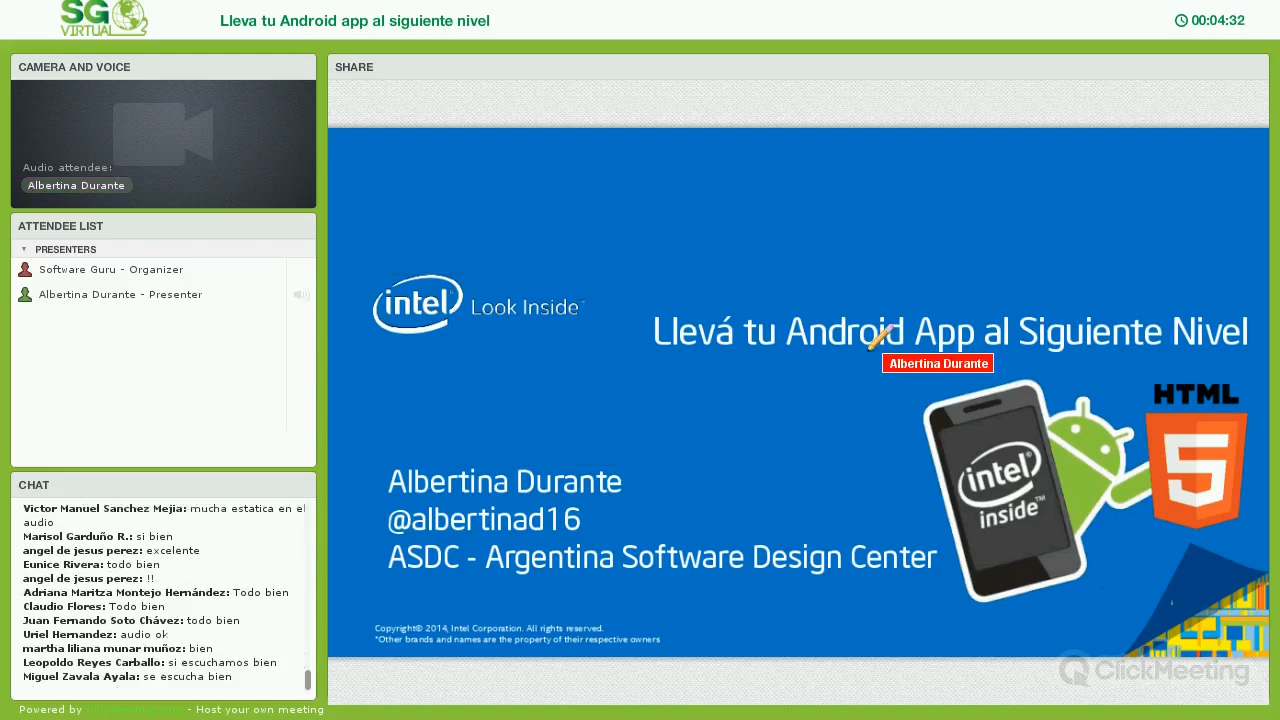 SG
VIRTUAL
Lleva tu Android app al siguiente nivel
00:04:32
CAMERA AND VOICE
Audio attendee:
Albertina Durante
ATTENDEE LIST
PRESENTERS
Software Guru - Organizer
Albertina Durante - Presenter
CHAT
Victor Manuel Sanchez Mejia: mucha estatica en el
audio
Marisol Garduño R.: si bien
angel de jesus perez: excelente
Eunice Rivera: todo bien
angel de jesus perez: !!
Adriana Maritza Montejo Hernández: Todo bien
Claudio Flores: Todo bien
Juan Fernando Soto Chávez: todo bien
Uriel Hernandez: audio ok
martha liliana munar muñoz: bien
Leopoldo Reyes Carballo: si escuchamos bien
Miguel Zavala Ayala: se escucha bien
Powered by - Host your own meeting
SHARE
intel Look Inside™
Llevá tu Android App al Siguiente Nivel
Albertina Durante
HTML
5
intel
inside™
Albertina Durante
@albertinad16
ASDC - Argentina Software Design Center
Copyright© 2014, Intel Corporation. All rights reserved.
*Other brands and names are the property of their respective owners
ClickMeeting